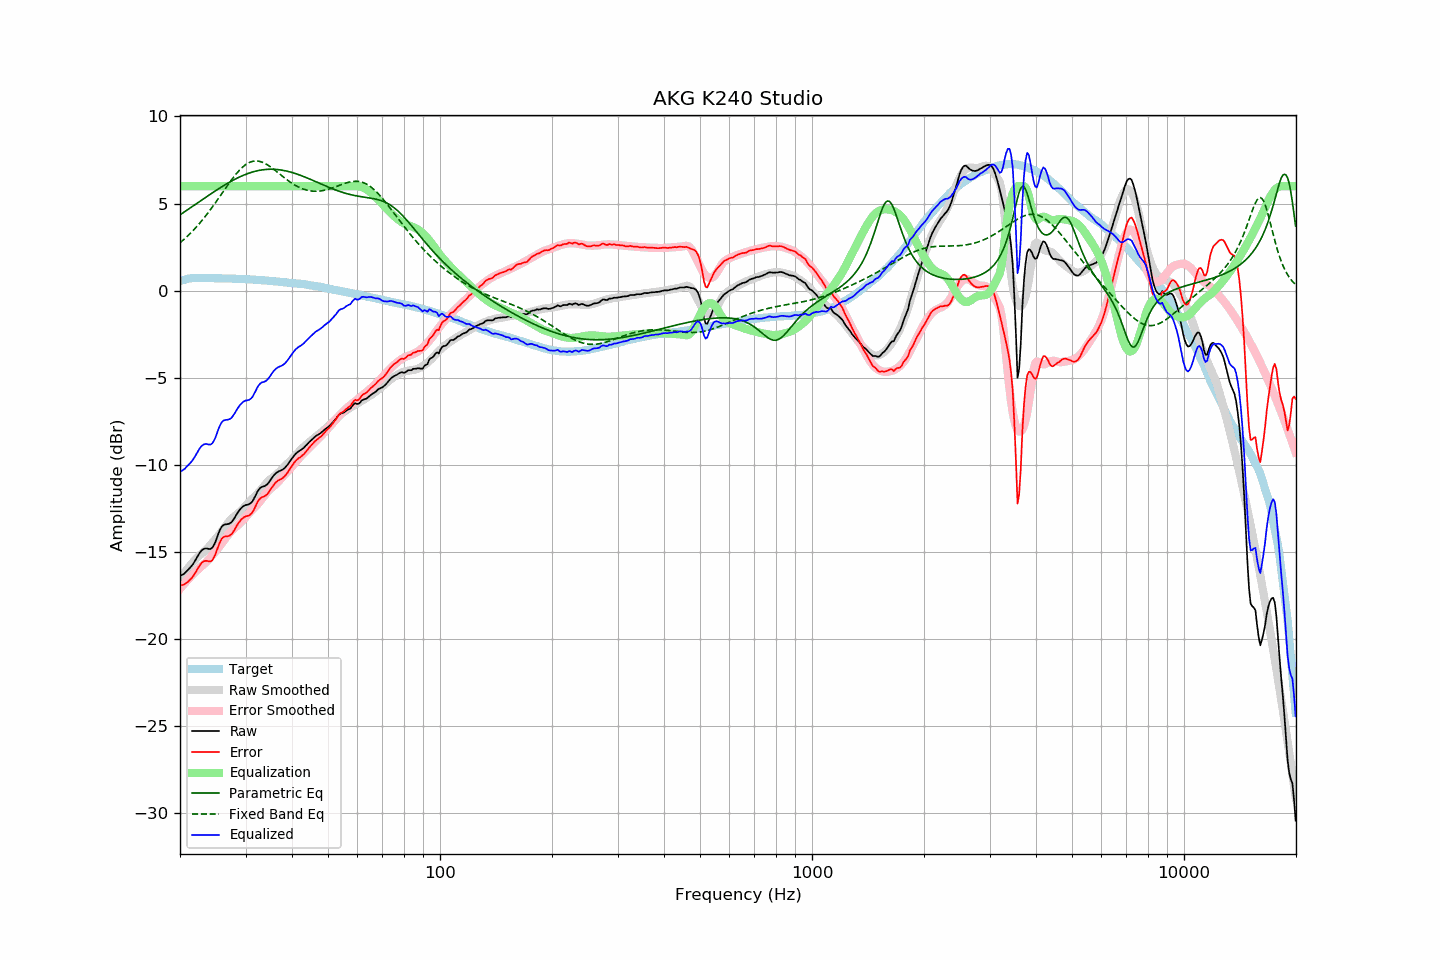 AKG K240 Studio
10
5
0
−5
−10
−15
−20
−25
−30
Amplitude (dBr)
Target
Raw Smoothed
Error Smoothed
Raw
Error
Equalization
Parametric Eq
Fixed Band Eq
Equalized
100
1000
10000
Frequency (Hz)